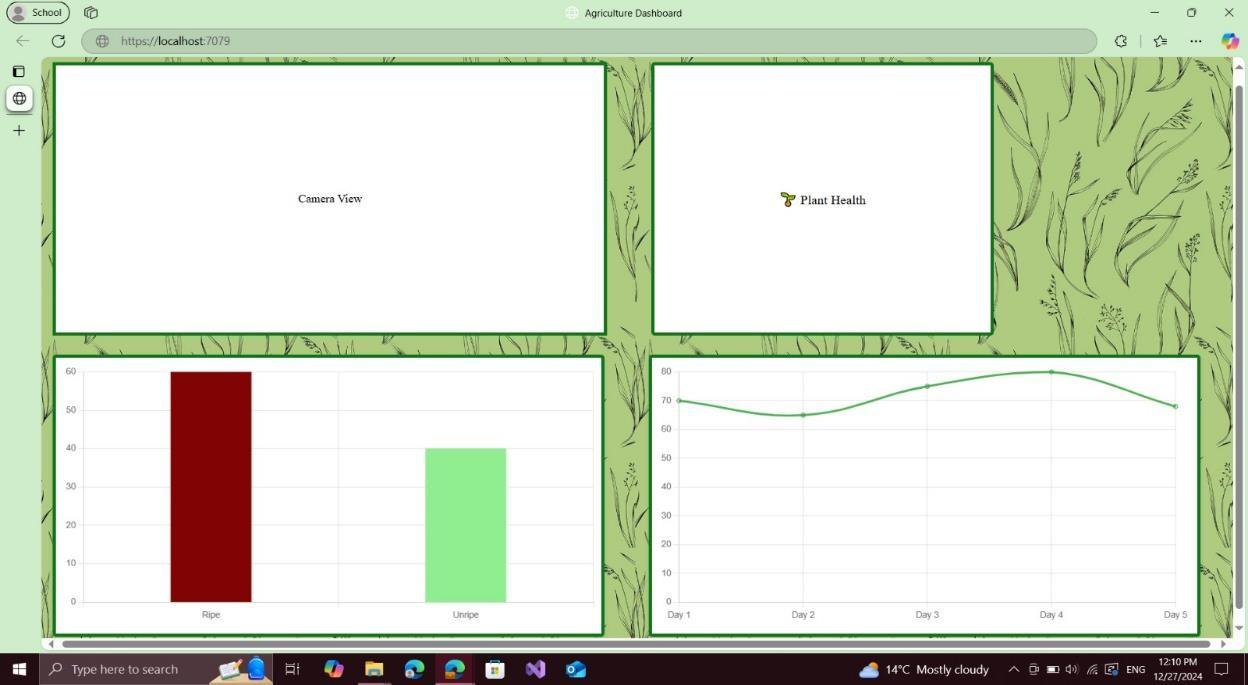 School
Agriculture Dashboard
https://localhost:7079
Camera View
Plant Health
60
50
40
30
20
10
0
Ripe
Unripe
80
70
60
50
40
30
20
10
0
Day 1
Day 2
Day 3
Day 4
Day 5
Type here to search
14°C Mostly cloudy
ENG
12:10 PM
12/27/2024